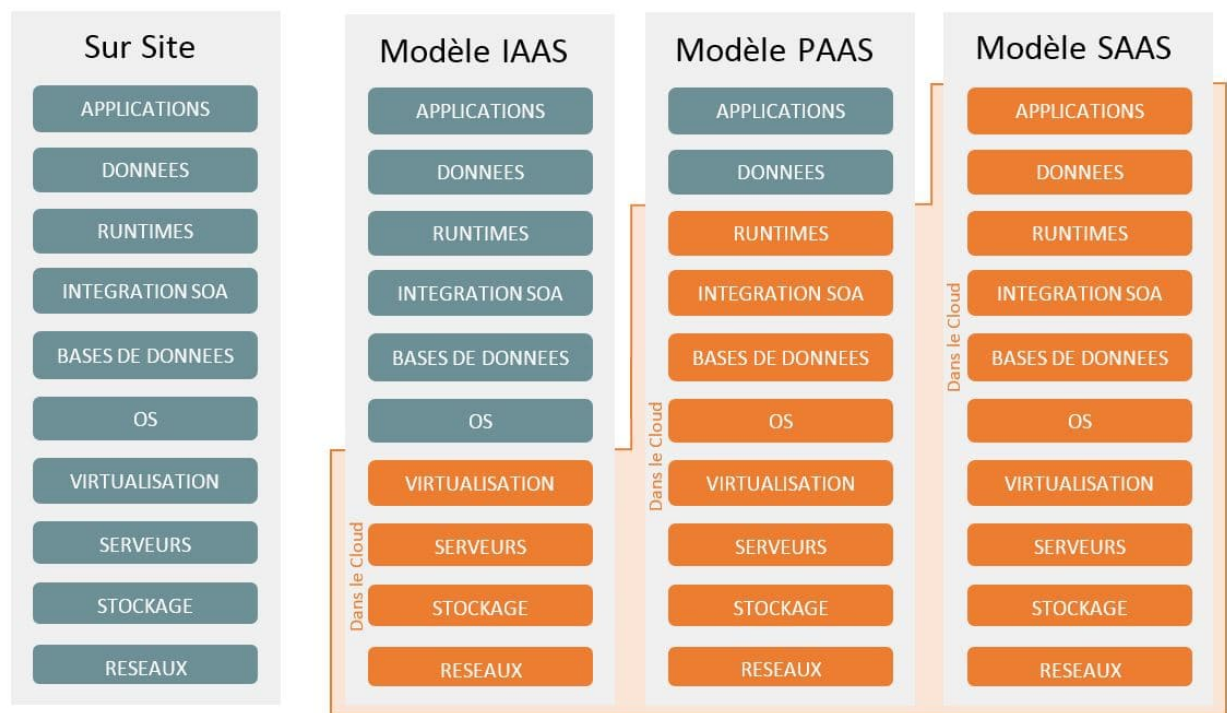 Sur Site
APPLICATIONS
DONNEES
RUNTIMES
INTEGRATION SOA
BASES DE DONNEES
OS
VIRTUALISATION
SERVEURS
STOCKAGE
RESEAUX
Modèle IAAS
APPLICATIONS
DONNEES
RUNTIMES
INTEGRATION SOA
BASES DE DONNEES
OS
VIRTUALISATION
SERVEURS
STOCKAGE
RESEAUX
Dans le Cloud
Modèle PAAS
APPLICATIONS
DONNEES
RUNTIMES
INTEGRATION SOA
BASES DE DONNEES
OS
VIRTUALISATION
SERVEURS
STOCKAGE
RESEAUX
Dans le Cloud
Modèle SAAS
APPLICATIONS
DONNEES
RUNTIMES
INTEGRATION SOA
BASES DE DONNEES
OS
VIRTUALISATION
SERVEURS
STOCKAGE
RESEAUX
Dans le Cloud